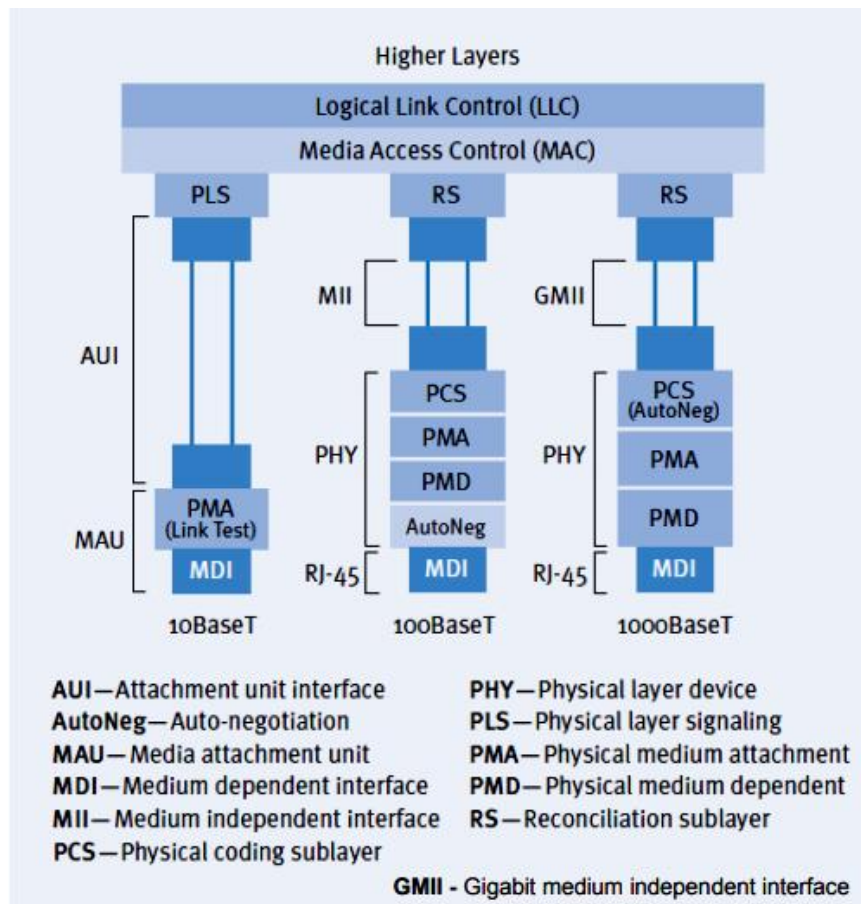 Higher Layers
Logical Link Control (LLC)
Media Access Control (MAC)
PLS RS RS
MII GMII
AUI
PCS PCS
(AutoNeg)
PMA PMA
PHY PHY
PMD
PMA
(Link Test)
AutoNeg
PMD
MAU
MDI RJ-45 MDI RJ-45 MDI
10BaseT 100BaseT 1000BaseT
AUI—Attachment unit interface
AutoNeg—Auto-negotiation
MAU—Media attachment unit
MDI—Medium dependent interface
MII—Medium independent interface
PCS—Physical coding sublayer
PHY—Physical layer device
PLS—Physical layer signaling
PMA—Physical medium attachment
PMD—Physical medium dependent
RS—Reconciliation sublayer
GMII - Gigabit medium independent interface